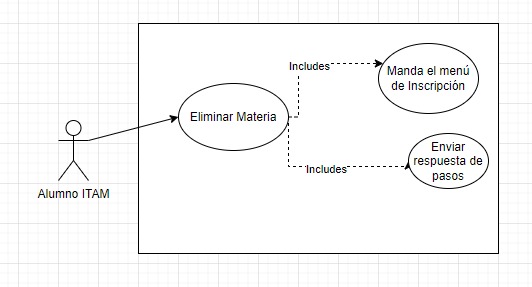 Includes
Manda el menú
de Inscripción
Eliminar Materia
Enviar
respuesta de
pasos
Includes
Alumno ITAM